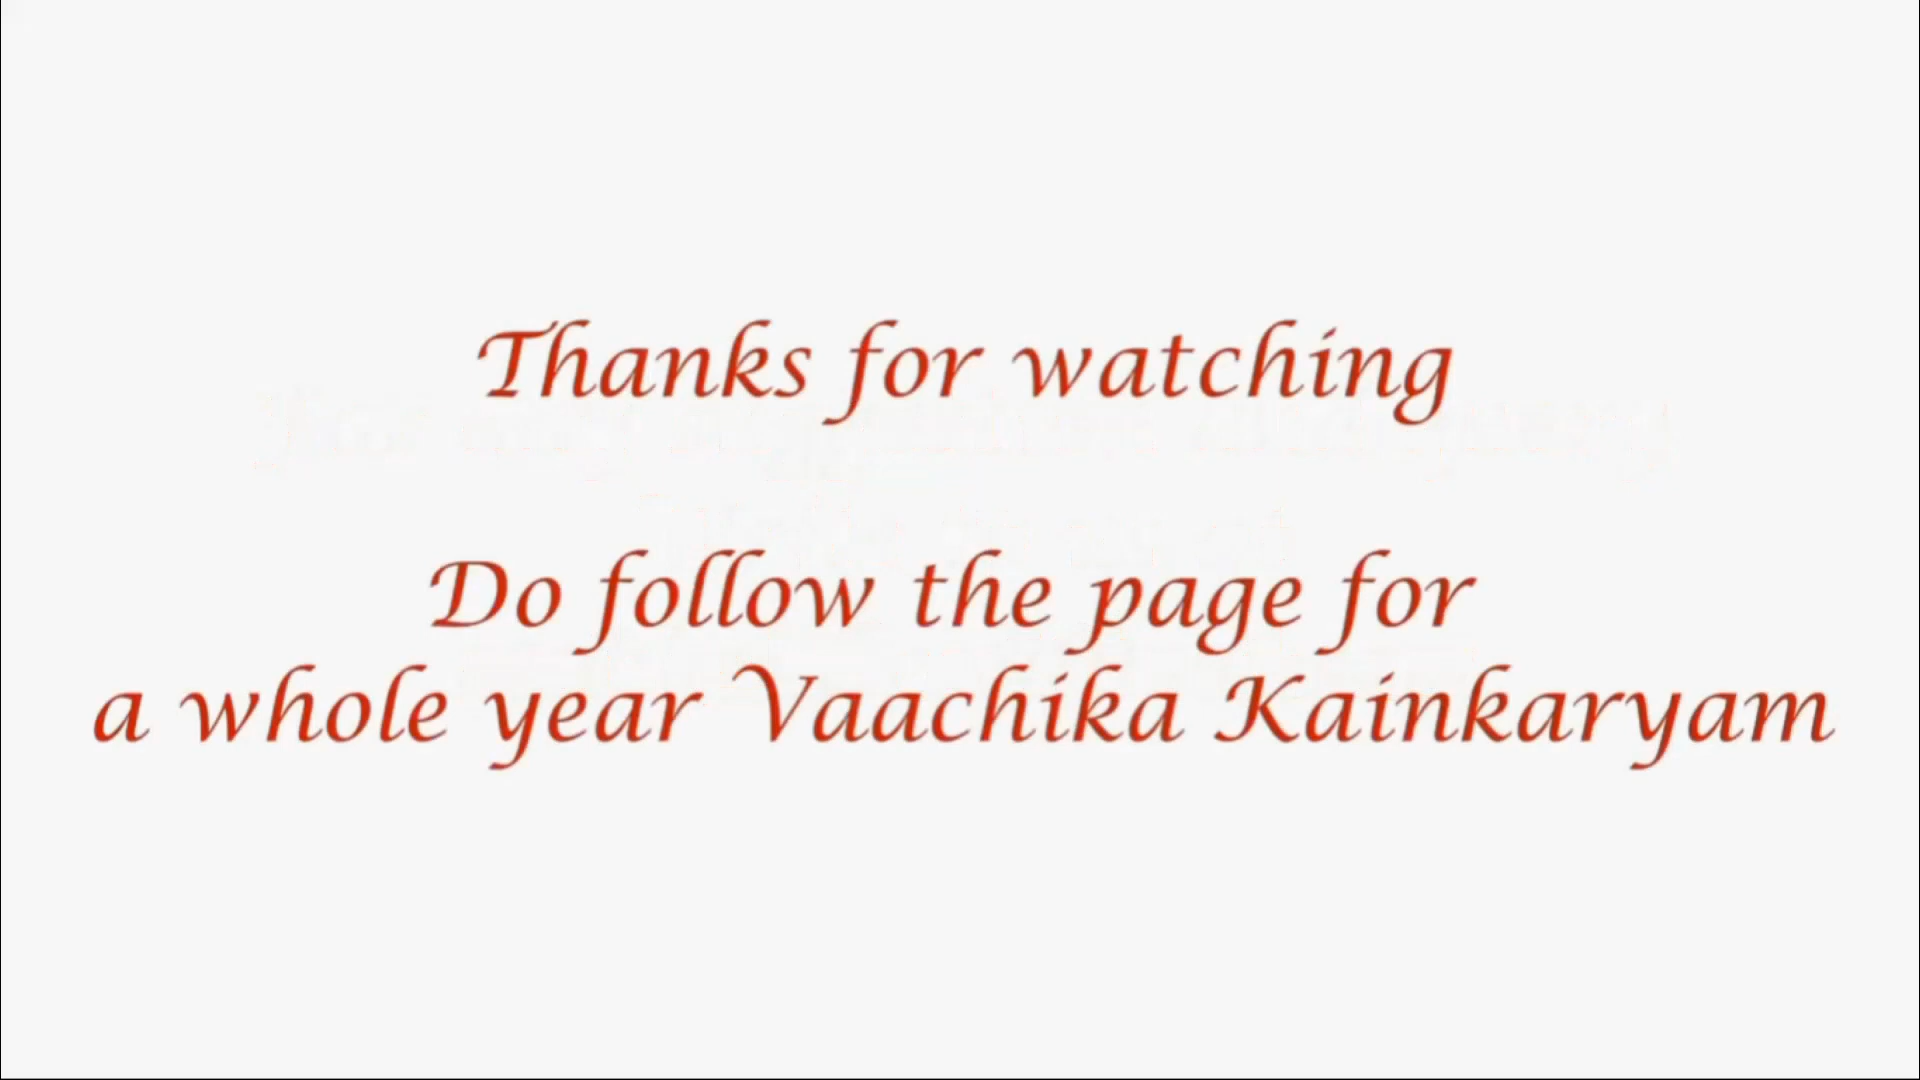 Thanks for watching
Do follow the page for
a whole year Vaachika Kainkaryam